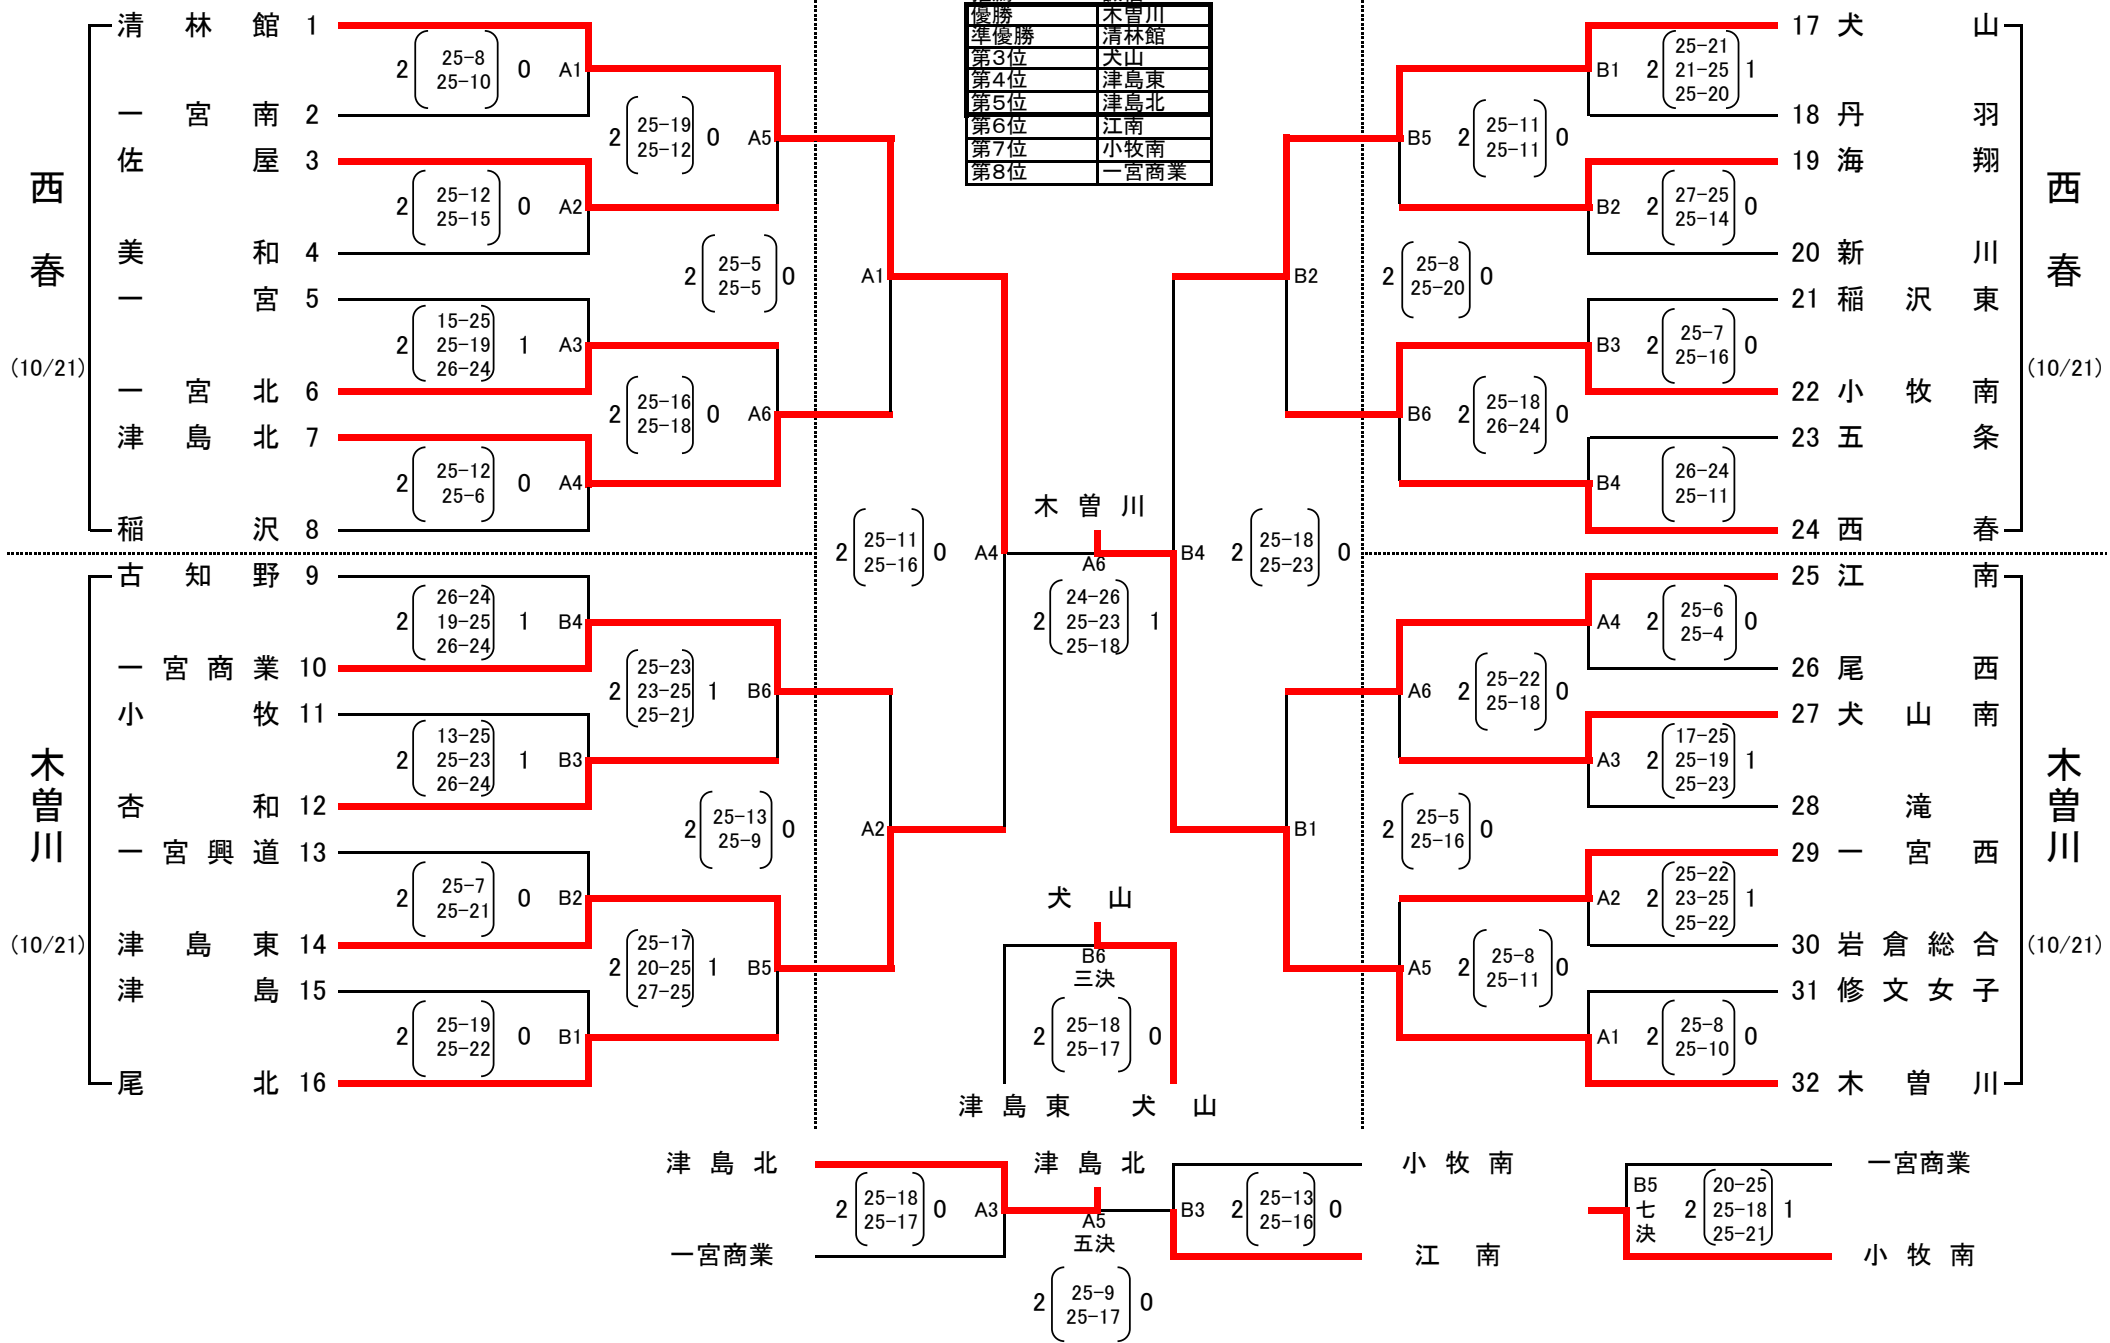 優勝 木曽川
準優勝 清林館
第3位 犬山
第4位 津島東
第5位 津島北
第6位 江南
第7位 小牧南
第8位 一宮商業
西春
(10/21)
清林館 1
一宮南 2
佐屋 3
美和 4
一宮 5
一宮北 6
津島北 7
稲沢 8
2 25-8 25-10 0 A1
2 25-12 25-15 0 A2
2 15-25 25-19 26-24 1 A3
2 25-12 25-6 0 A4
2 25-19 25-12 0 A5
2 25-16 25-18 0 A6
2 25-5 25-5 0 A1
木曽川
(10/21)
古知野 9
一宮商業 10
小牧 11
杏和 12
一宮興道 13
津島東 14
津島 15
尾北 16
2 26-24 19-25 26-24 1 B4
2 13-25 25-23 26-24 1 B3
2 25-7 25-21 0 B2
2 25-19 25-22 0 B1
2 25-23 23-25 25-21 1 B6
2 25-17 20-25 27-25 1 B5
2 25-13 25-9 0 A2
2 25-11 25-16 0 A4
木曽川
A6
2 24-26 25-23 25-18 1
B4 2 25-18 25-23 0
17 犬山
18 丹羽
19 海翔
20 新川
21 稲沢東
22 小牧南
23 五条
24 西春
西春
(10/21)
B1 2 25-21 21-25 25-20 1
B2 2 27-25 25-14 0
B3 2 25-7 25-16 0
B4 26-24 25-11
B5 2 25-11 25-11 0
B6 2 25-18 26-24 0
B2 2 25-8 25-20 0
25 江南
26 尾西
27 犬山南
28 滝
29 一宮西
30 岩倉総合
31 修文女子
32 木曽川
木曽川
(10/21)
A4 2 25-6 25-4 0
A3 2 17-25 25-19 25-23 1
A2 2 25-22 23-25 25-22 1
A1 2 25-8 25-10 0
A6 2 25-22 25-18 0
A5 2 25-8 25-11 0
B1 2 25-5 25-16 0
犬山
B6
三決
2 25-18 25-17 0
津島東 犬山
津島北
一宮商業
2 25-18 25-17 0 A3
津島北
A5
五決
2 25-9 25-17 0
B3 2 25-13 25-16 0
小牧南
江南
B5
七決
2 20-25 25-18 25-21 1
一宮商業
小牧南